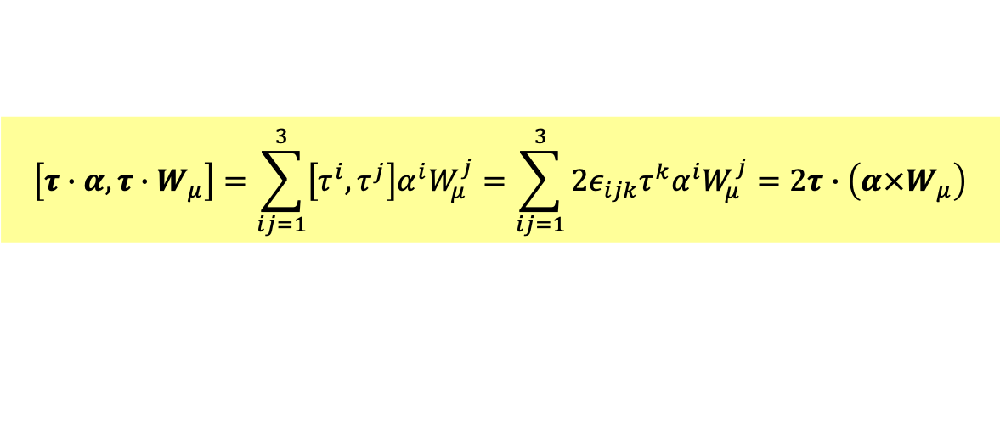 [𝝉 · 𝜶, 𝝉 · 𝑾_μ] = ∑_{ij=1}^{3} [τ^i, τ^j]α^i W_μ^j = ∑_{ij=1}^{3} 2ϵ_{ijk}τ^k α^i W_μ^j = 2𝝉 · (𝜶×𝑾_μ)